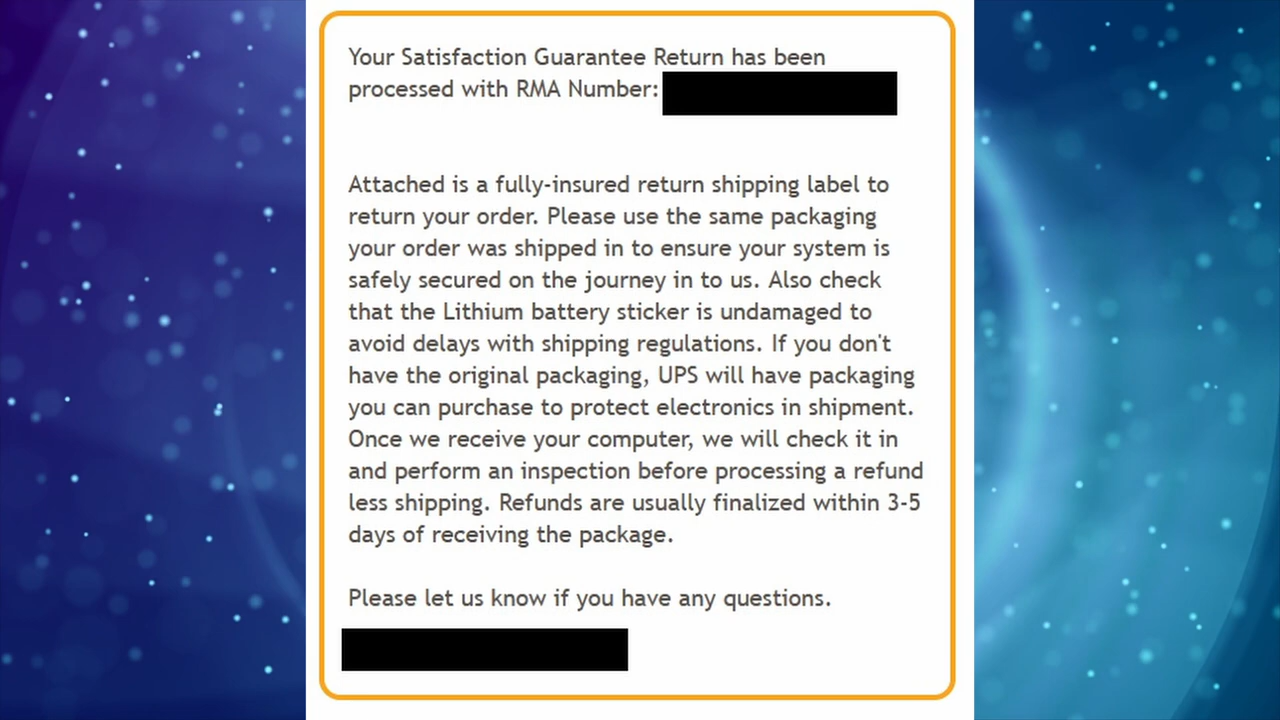 Your Satisfaction Guarantee Return has been
processed with RMA Number:
Attached is a fully-insured return shipping label to
return your order. Please use the same packaging
your order was shipped in to ensure your system is
safely secured on the journey in to us. Also check
that the Lithium battery sticker is undamaged to
avoid delays with shipping regulations. If you don't
have the original packaging, UPS will have packaging
you can purchase to protect electronics in shipment.
Once we receive your computer, we will check it in
and perform an inspection before processing a refund
less shipping. Refunds are usually finalized within 3-5
days of receiving the package.
Please let us know if you have any questions.